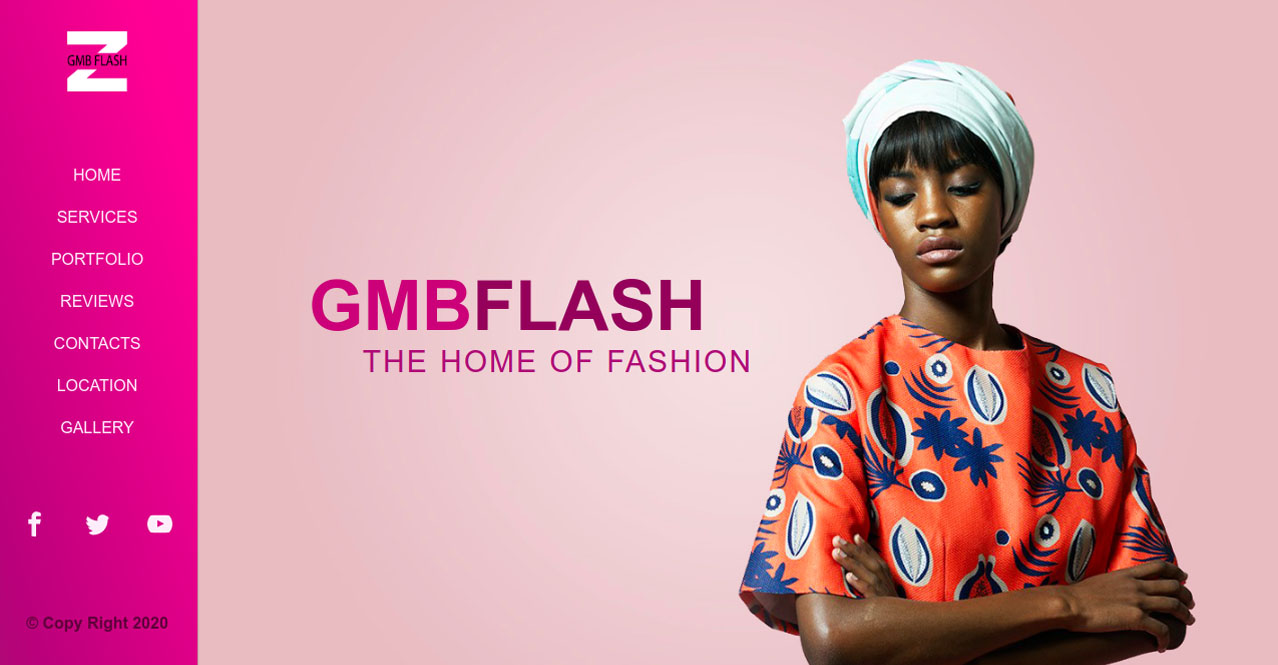 GMB FLASH
HOME
SERVICES
PORTFOLIO
REVIEWS
CONTACTS
LOCATION
GALLERY
© Copy Right 2020
GMBFLASH
THE HOME OF FASHION